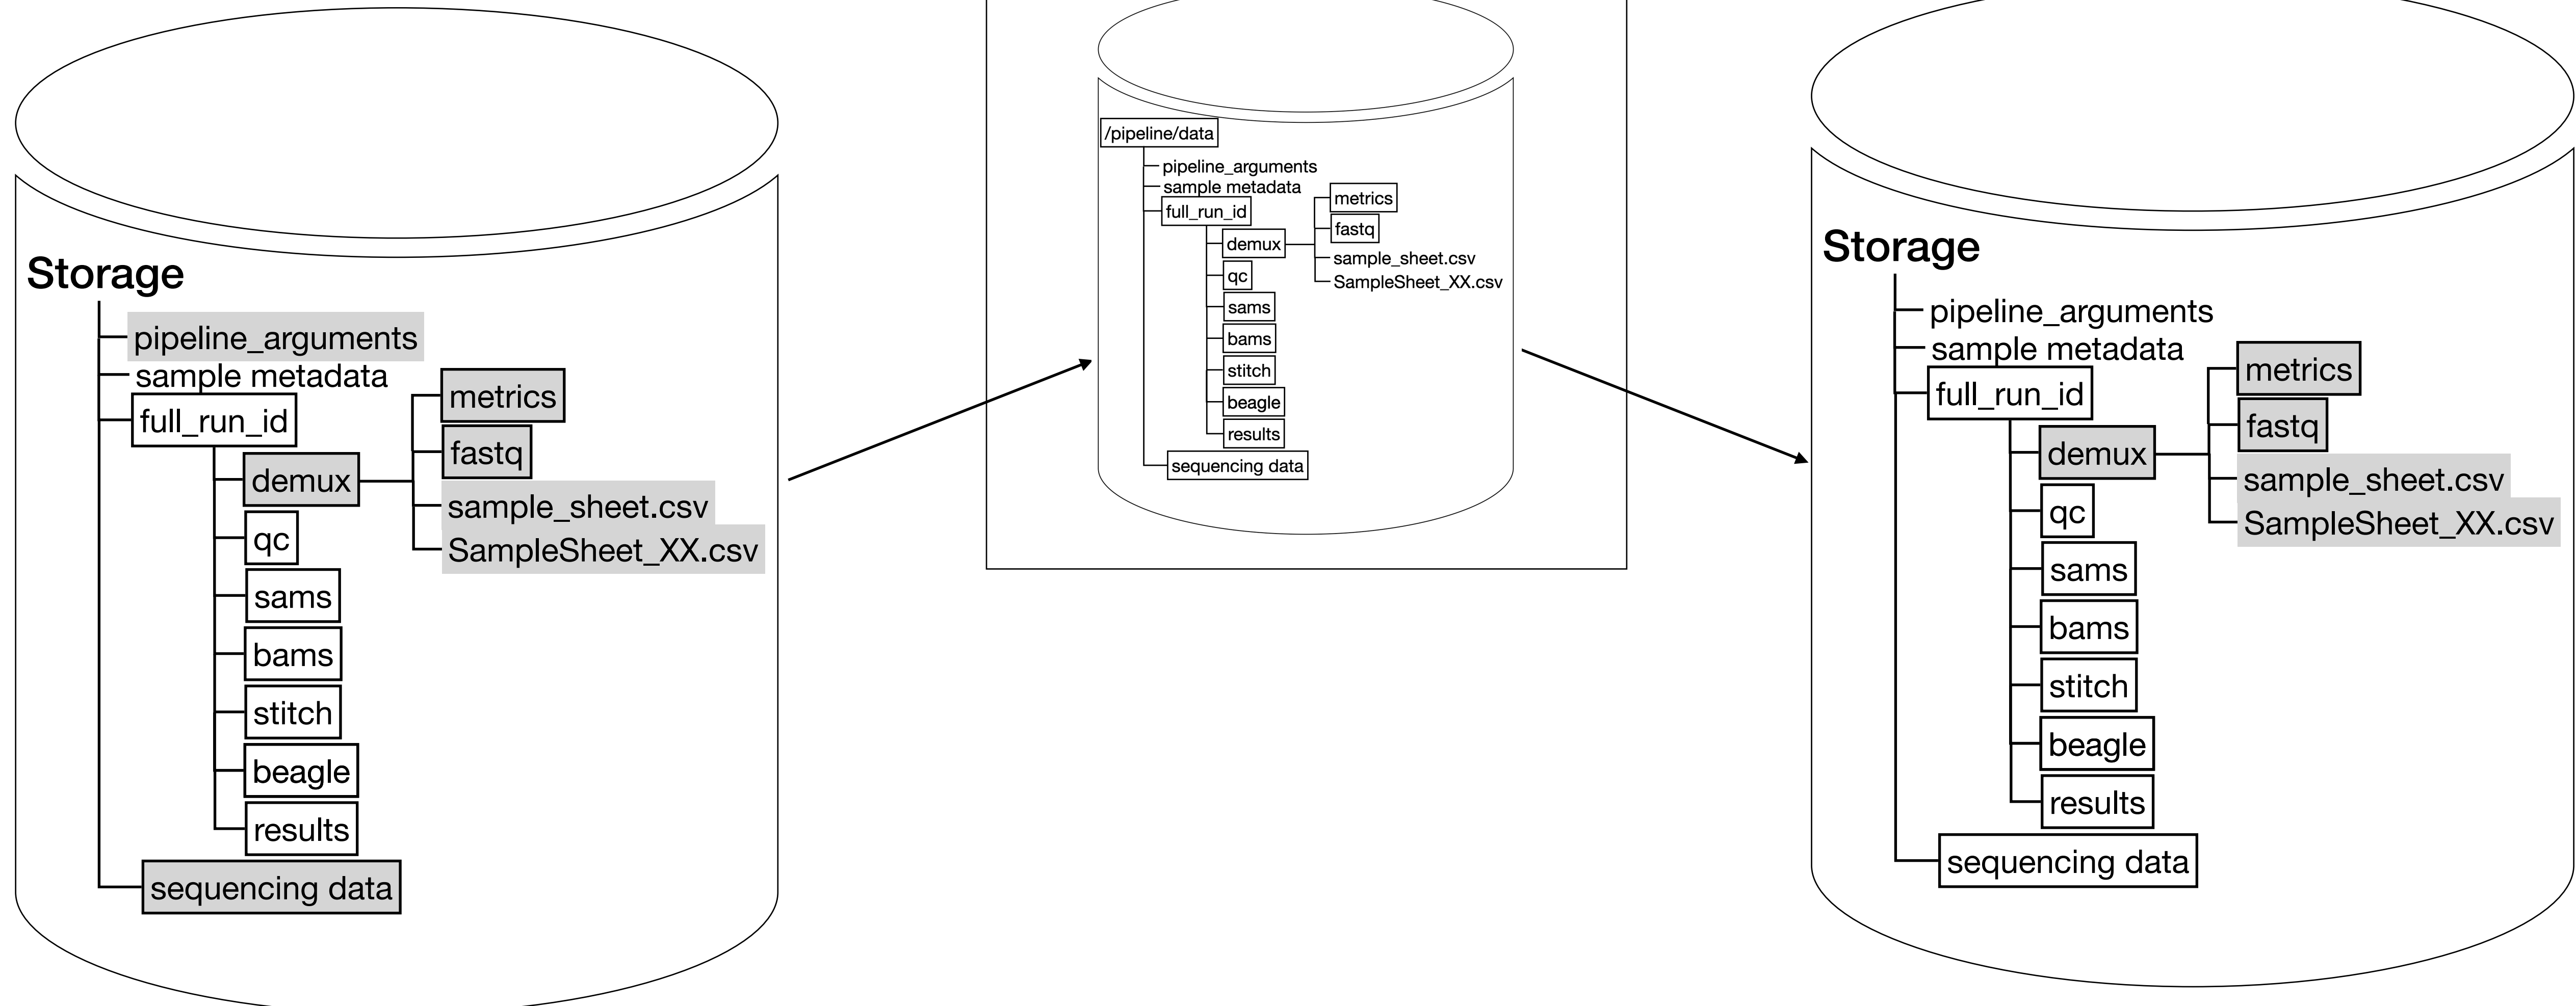 Storage
pipeline_arguments
sample metadata
full_run_id
metrics
fastq
demux
sample_sheet.csv
SampleSheet_XX.csv
qc
sams
bams
stitch
beagle
results
sequencing data
/pipeline/data
pipeline_arguments
sample metadata
full_run_id
metrics
fastq
demux
sample_sheet.csv
SampleSheet_XX.csv
qc
sams
bams
stitch
beagle
results
sequencing data
Storage
pipeline_arguments
sample metadata
full_run_id
metrics
fastq
demux
sample_sheet.csv
SampleSheet_XX.csv
qc
sams
bams
stitch
beagle
results
sequencing data